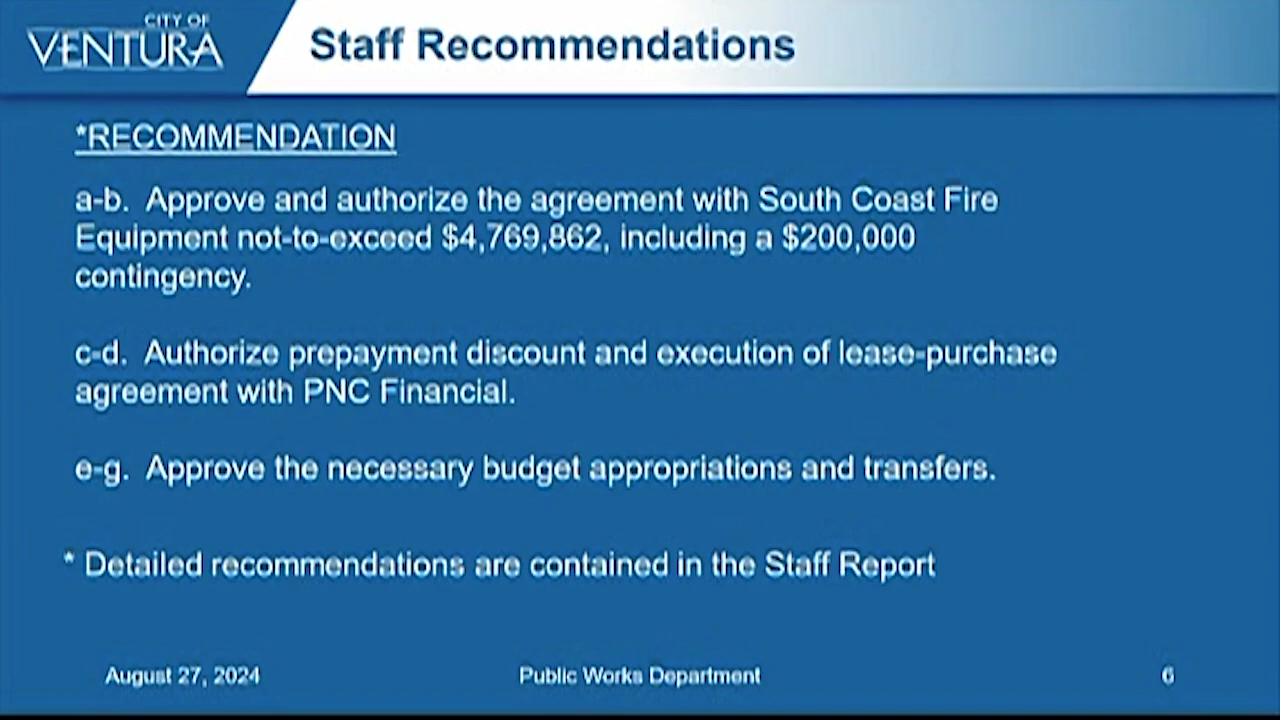 CITY OF
VENTURA
Staff Recommendations
*RECOMMENDATION
a-b. Approve and authorize the agreement with South Coast Fire
Equipment not-to-exceed $4,769,862, including a $200,000
contingency.
c-d. Authorize prepayment discount and execution of lease-purchase
agreement with PNC Financial.
e-g. Approve the necessary budget appropriations and transfers.
* Detailed recommendations are contained in the Staff Report
August 27, 2024 Public Works Department 6